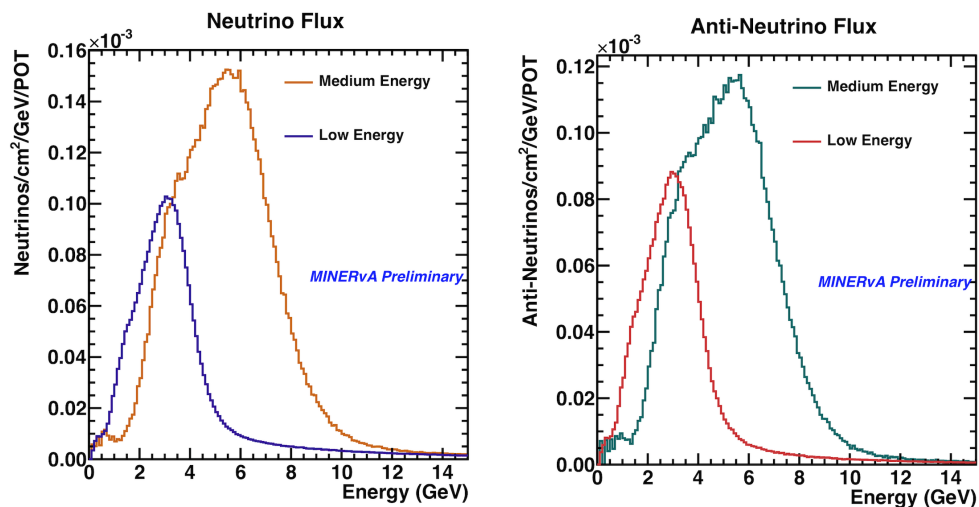 Neutrino Flux
×10⁻³
Neutrinos/cm²/GeV/POT
0.16
0.14
0.12
0.10
0.08
0.06
0.04
0.02
0.00
Medium Energy
Low Energy
MINERvA Preliminary
0 2 4 6 8 10 12 14
Energy (GeV)
Anti-Neutrino Flux
×10⁻³
Anti-Neutrinos/cm²/GeV/POT
0.12
0.10
0.08
0.06
0.04
0.02
0.00
Medium Energy
Low Energy
MINERvA Preliminary
0 2 4 6 8 10 12 14
Energy (GeV)